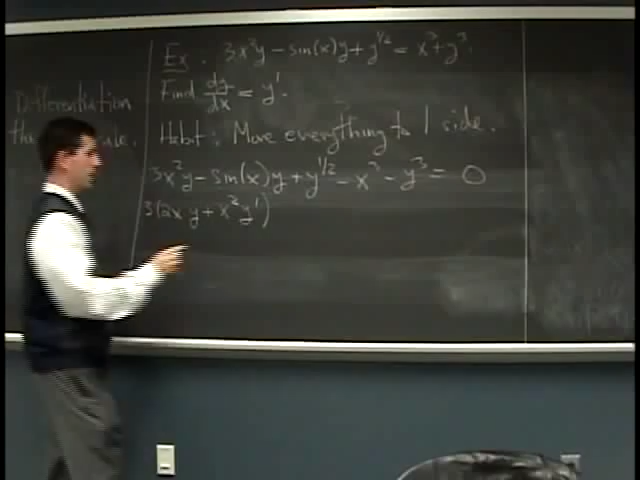 Differentiation
Ex. 3x²y - sin(x)y + y^1/2 = x³ + y³.
Find dy/dx = y'.
Habit: Move everything to 1 side.
3x²y - sin(x)y + y^1/2 - x³ - y³ = 0
3(2xy + x²y')